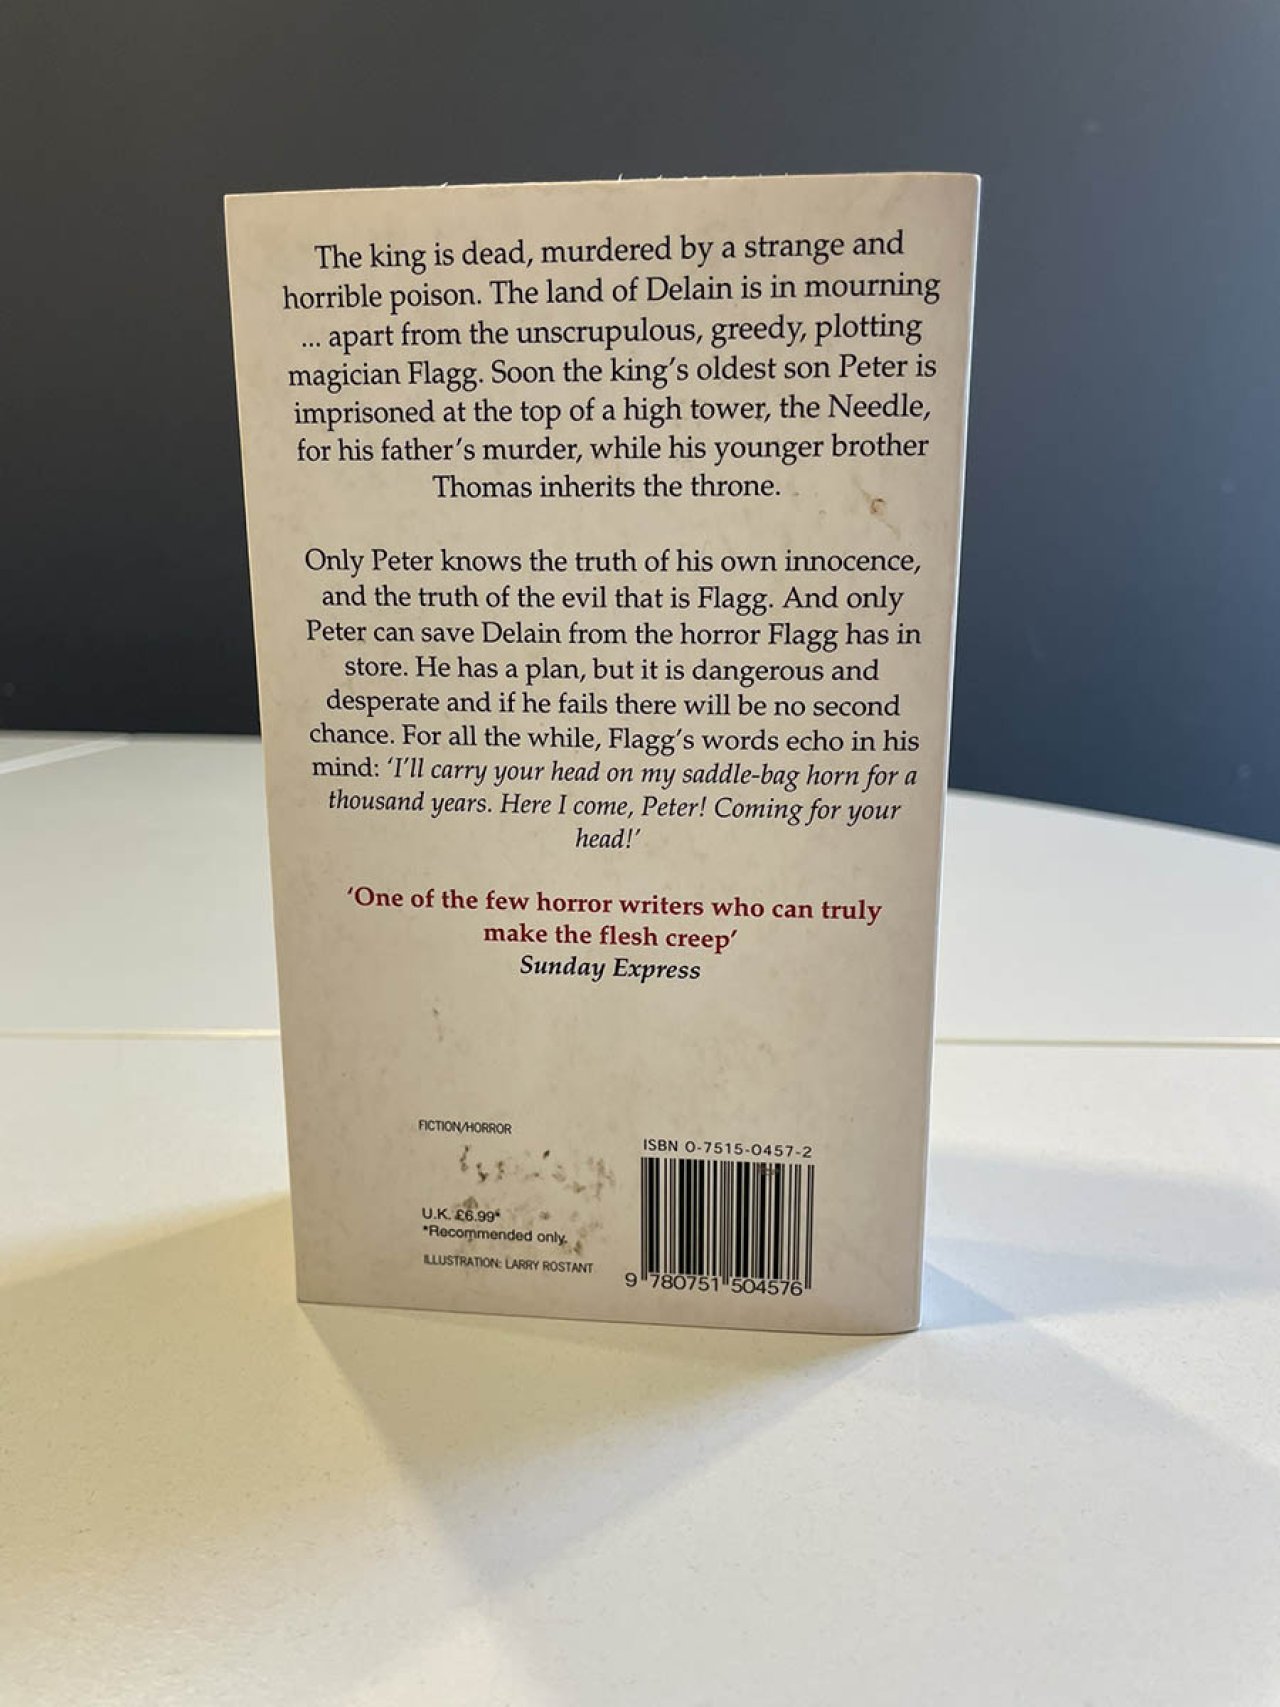 The king is dead, murdered by a strange and
horrible poison. The land of Delain is in mourning
... apart from the unscrupulous, greedy, plotting
magician Flagg. Soon the king's oldest son Peter is
imprisoned at the top of a high tower, the Needle,
for his father's murder, while his younger brother
Thomas inherits the throne.
Only Peter knows the truth of his own innocence,
and the truth of the evil that is Flagg. And only
Peter can save Delain from the horror Flagg has in
store. He has a plan, but it is dangerous and
desperate and if he fails there will be no second
chance. For all the while, Flagg's words echo in his
mind: 'I'll carry your head on my saddle-bag horn for a
thousand years. Here I come, Peter! Coming for your
head!'
'One of the few horror writers who can truly
make the flesh creep'
Sunday Express
FICTION/HORROR
U.K. £6.99*
*Recommended only.
ILLUSTRATION: LARRY ROSTANT
ISBN 0-7515-0457-2
9 780751 504576